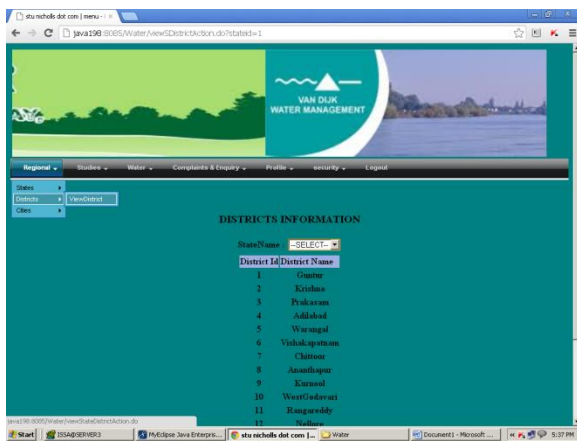 stu nicholls dot com | menu - I
java198:8085/Water/viewSDistrictAction.do?stateid=1
VAN DIJK
WATER MANAGEMENT
Regional Studies Water Complaints & Enquiry Profile security Logout
States
Districts ViewDistrict
Cities
DISTRICTS INFORMATION
StateName : --SELECT--
District Id District Name
1 Guntur
2 Krishna
3 Prakasam
4 Adilabad
5 Warangal
6 Vishakapatnam
7 Chittoor
8 Ananthapur
9 Kurnool
10 WestGodavari
11 Rangareddy
12 Nellore
java198:8085/Water/viewStateDistrictAction.do
Start ISSA@SERVER3 MyEclipse Java Enterpris... stu nicholls dot com |... Water Document1 - Microsoft ... 5:37 PM